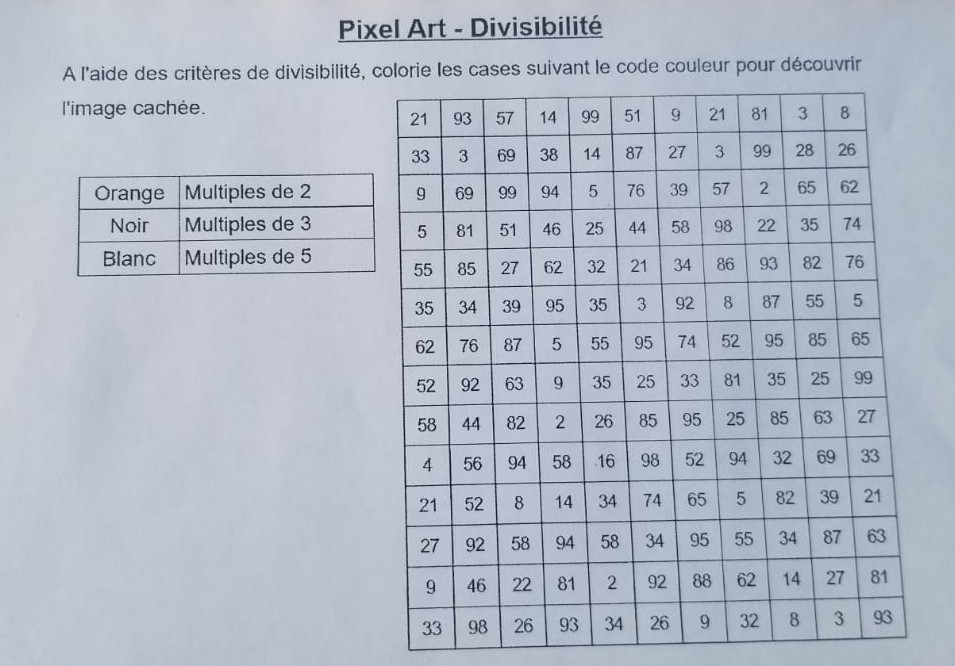 Pixel Art - Divisibilité
A l'aide des critères de divisibilité, colorie les cases suivant le code couleur pour découvrir
l'image cachée.
Orange Multiples de 2
Noir Multiples de 3
Blanc Multiples de 5
21 93 57 14 99 51 9 21 81 3 8
33 3 69 38 14 87 27 3 99 28 26
9 69 99 94 5 76 39 57 2 65 62
5 81 51 46 25 44 58 98 22 35 74
55 85 27 62 32 21 34 86 93 82 76
35 34 39 95 35 3 92 8 87 55 5
62 76 87 5 55 95 74 52 95 85 65
52 92 63 9 35 25 33 81 35 25 99
58 44 82 2 26 85 95 25 85 63 27
4 56 94 58 16 98 52 94 32 69 33
21 52 8 14 34 74 65 5 82 39 21
27 92 58 94 58 34 95 55 34 87 63
9 46 22 81 2 92 88 62 14 27 81
33 98 26 93 34 26 9 32 8 3 93